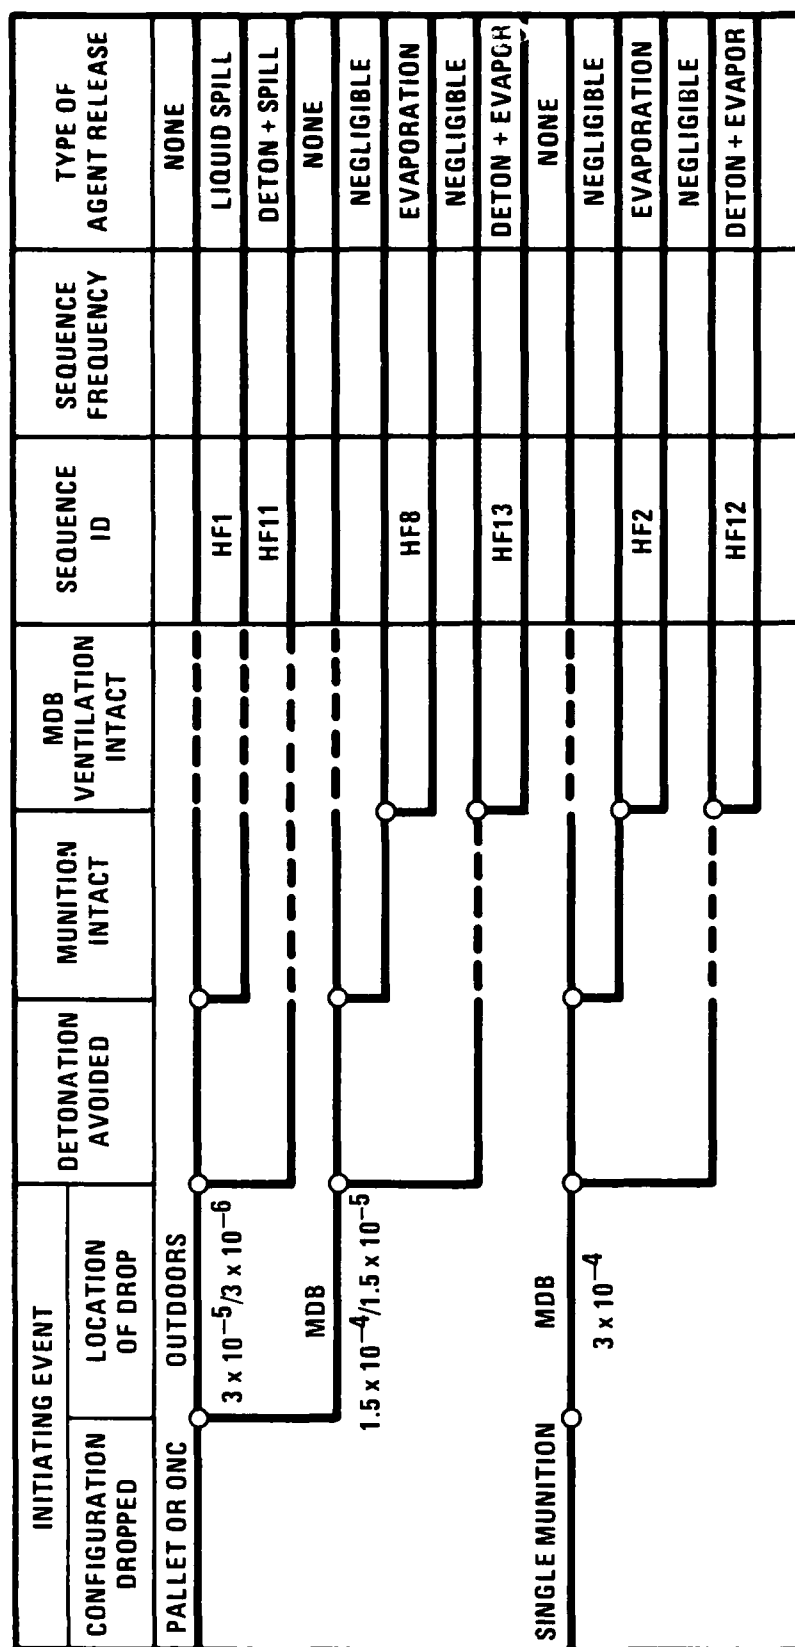 INITIATING EVENT
CONFIGURATION
DROPPED
LOCATION
OF DROP
DETONATION
AVOIDED
MUNITION
INTACT
MDB
VENTILATION
INTACT
SEQUENCE
ID
SEQUENCE
FREQUENCY
TYPE OF
AGENT RELEASE
PALLET OR ONC
OUTDOORS
NONE
3 x 10⁻⁵/3 x 10⁻⁶
HF1
LIQUID SPILL
HF11
DETON + SPILL
MDB
NONE
1.5 x 10⁻⁴/1.5 x 10⁻⁵
NEGLIGIBLE
HF8
EVAPORATION
NEGLIGIBLE
HF13
DETON + EVAPOR
SINGLE MUNITION
MDB
NONE
3 x 10⁻⁴
NEGLIGIBLE
HF2
EVAPORATION
NEGLIGIBLE
HF12
DETON + EVAPOR